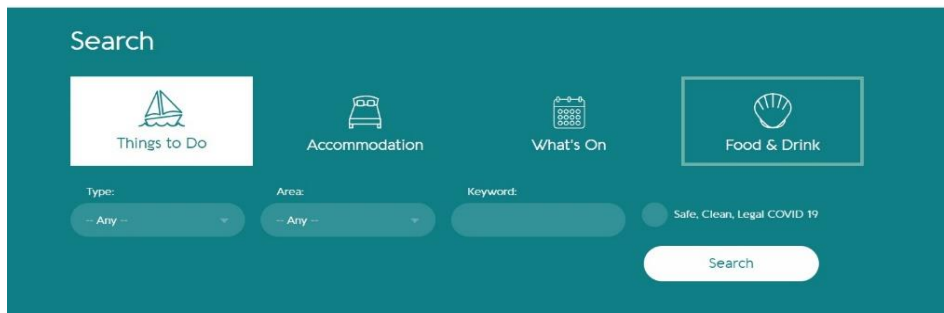 Search
Things to Do
Accommodation
What's On
Food & Drink
Type:
Area:
Keyword:
-- Any --
-- Any --
Safe, Clean, Legal COVID 19
Search